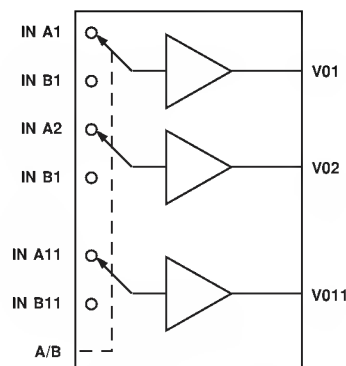 IN A1
V01
IN B1
IN A2
V02
IN B1
IN A11
V011
IN B11
A/B